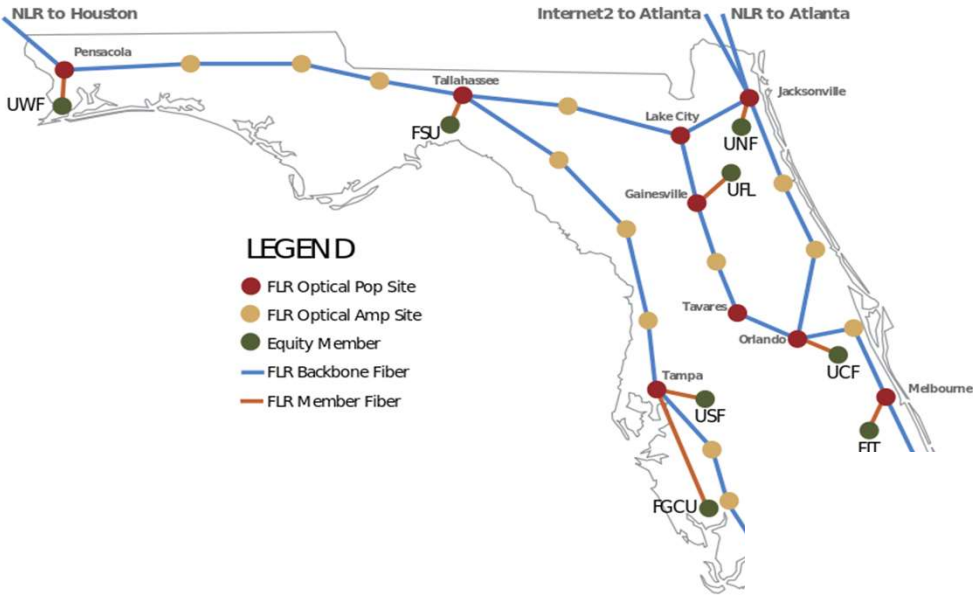 NLR to Houston
Internet2 to Atlanta
NLR to Atlanta
Pensacola
UWF
Tallahassee
FSU
Jacksonville
Lake City
UNF
Gainesville
UFL
LEGEND
FLR Optical Pop Site
FLR Optical Amp Site
Equity Member
FLR Backbone Fiber
FLR Member Fiber
Tavares
Orlando
UCF
Tampa
USF
Melbourne
FIT
FGCU